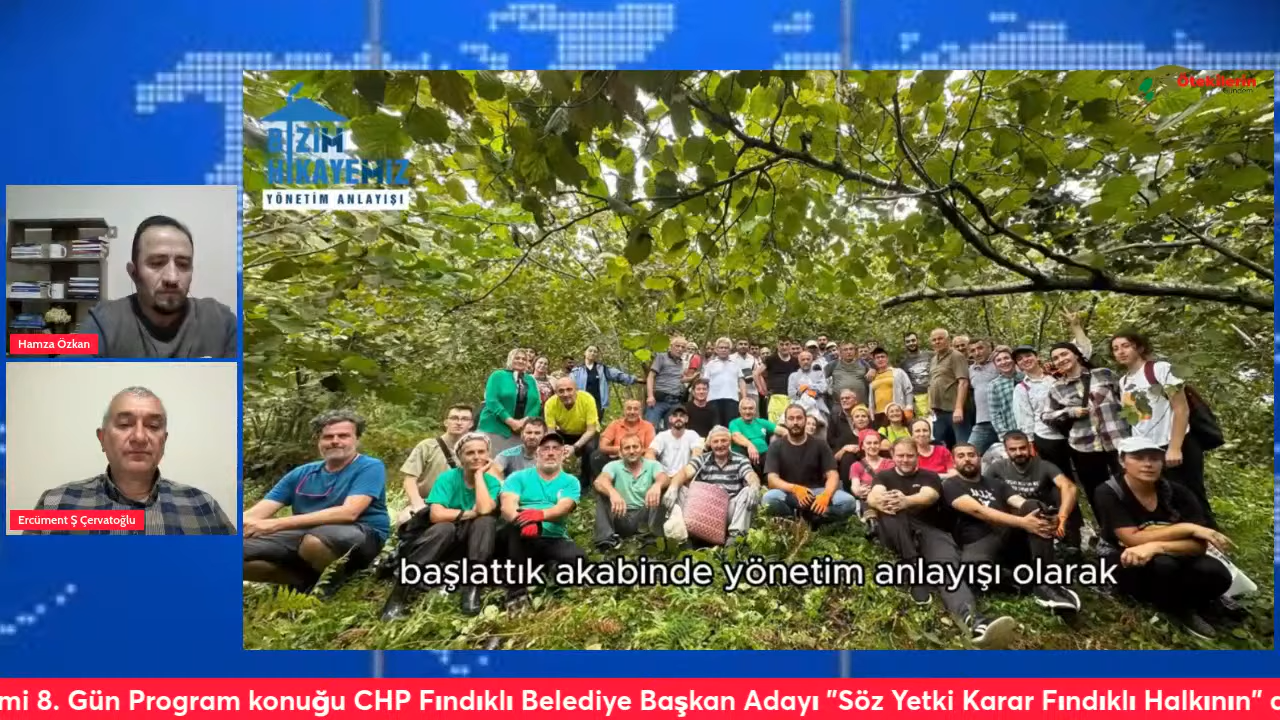 BİZİM
HİKAYEMİZ
YÖNETİM ANLAYIŞI
Ötekilerin
Gündemi
Hamza Özkan
Ercüment Ş Çervatoğlu
başlattık akabinde yönetim anlayışı olarak
mi 8. Gün Program konuğu CHP Fındıklı Belediye Başkan Adayı "Söz Yetki Karar Fındıklı Halkının"